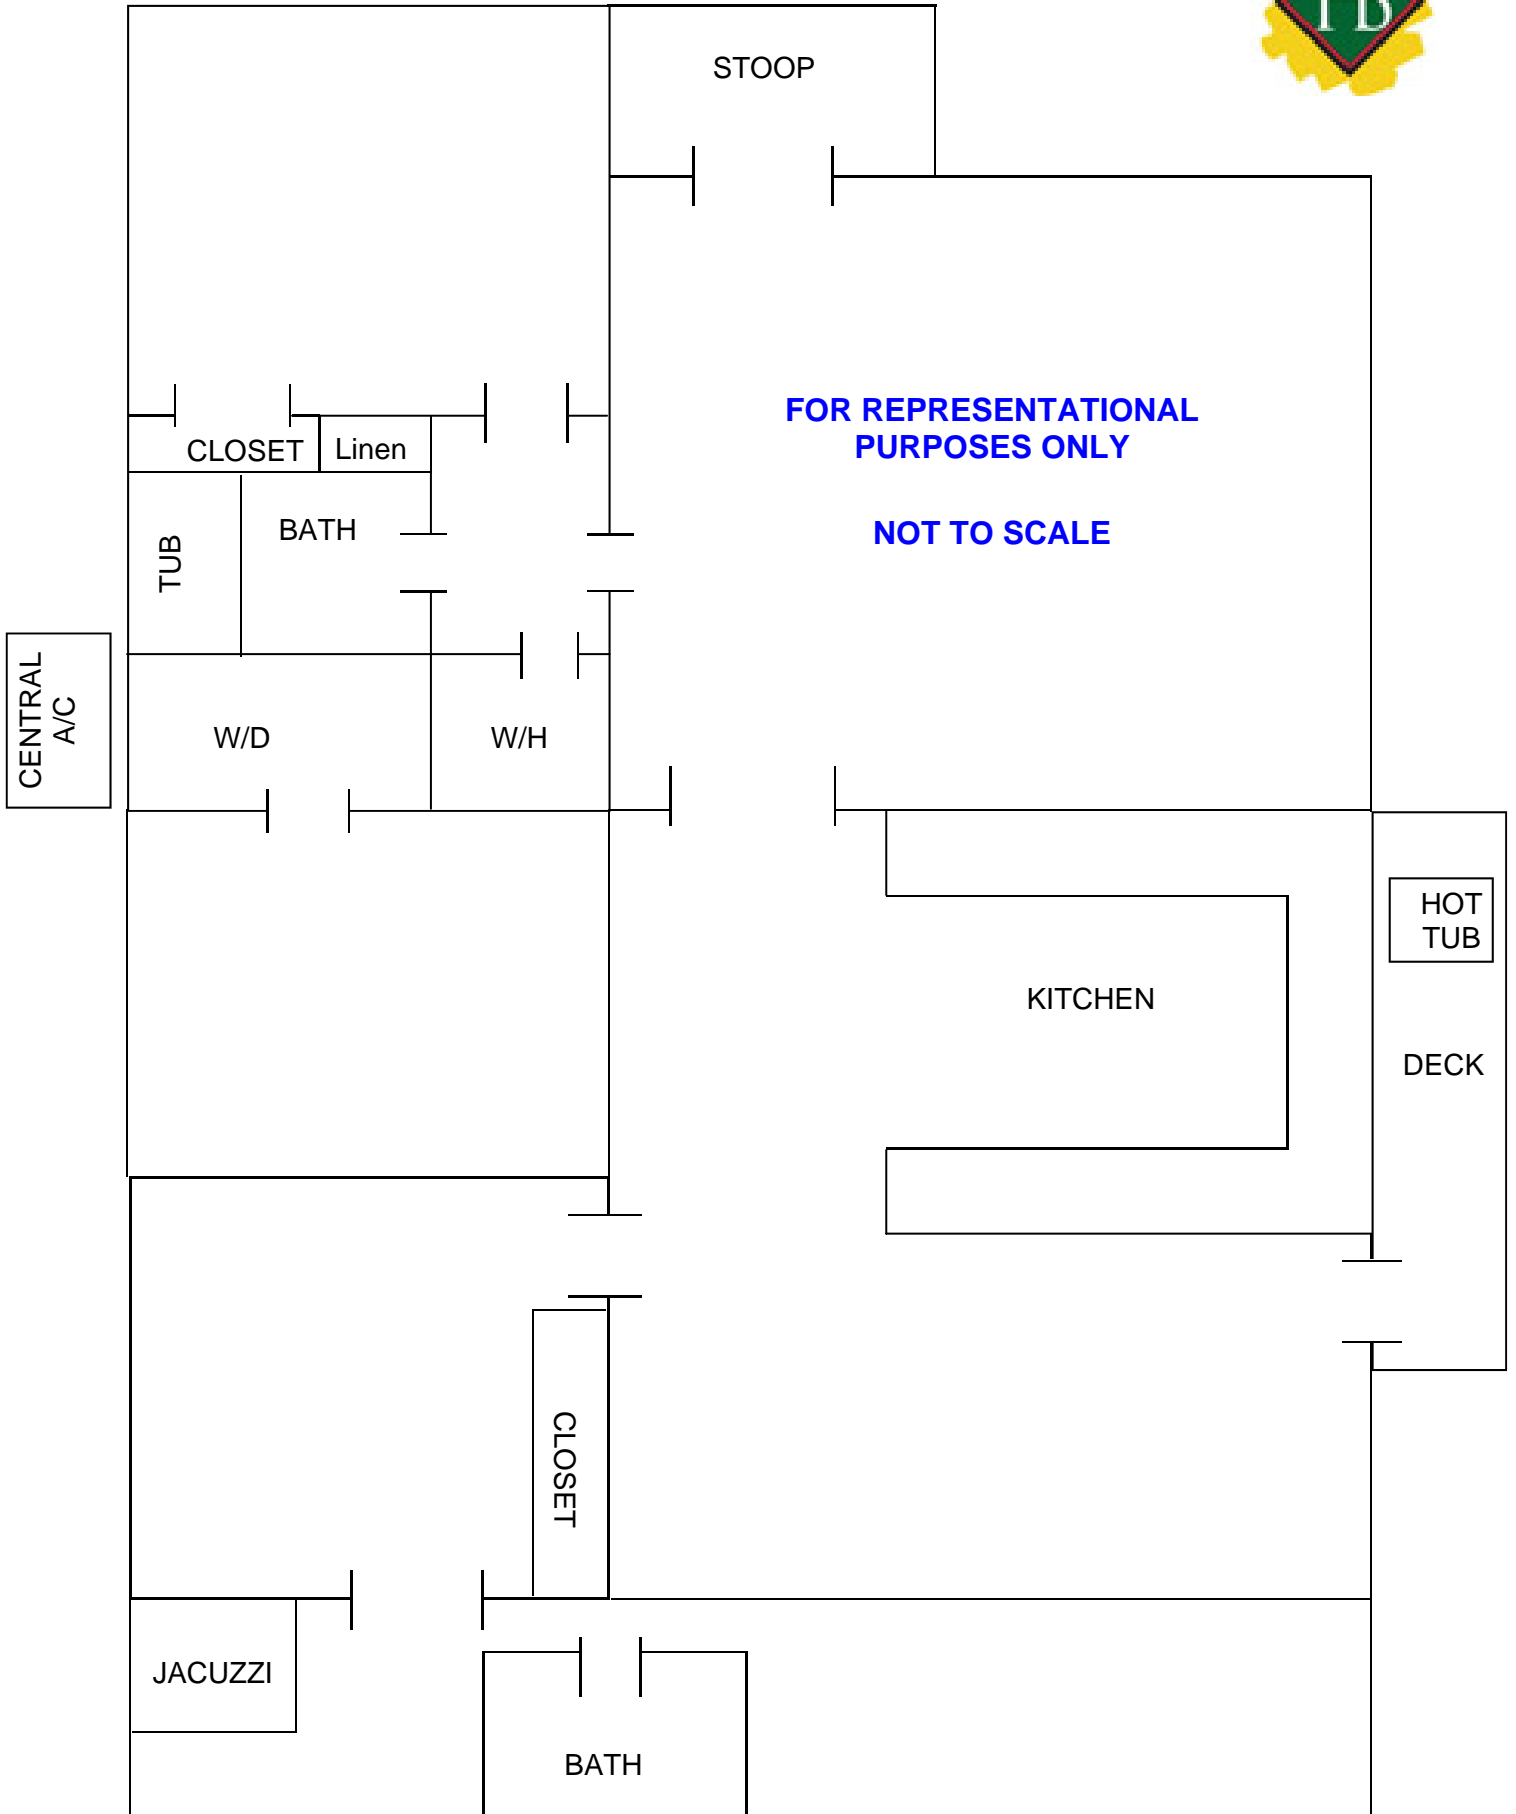 STOOP
FOR REPRESENTATIONAL
PURPOSES ONLY
NOT TO SCALE
CLOSET
Linen
BATH
TUB
CENTRAL
A/C
W/D
W/H
HOT
TUB
KITCHEN
DECK
CLOSET
JACUZZI
BATH